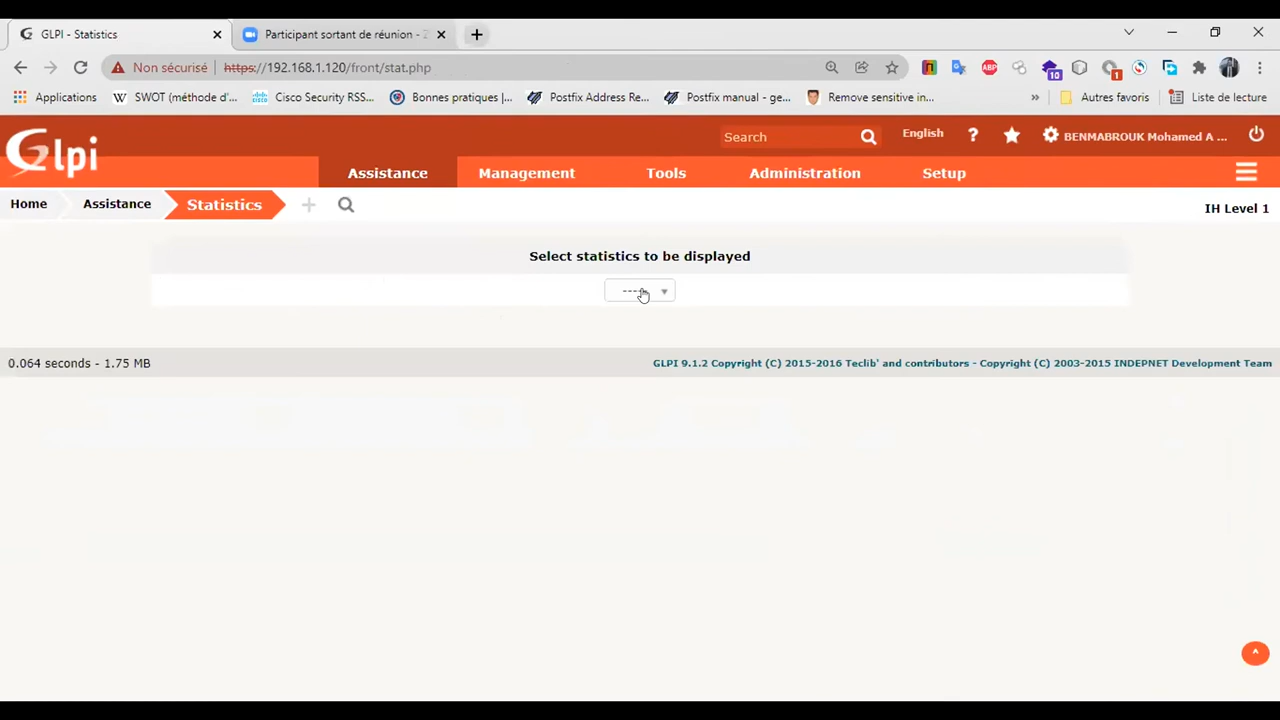 GLPI - Statistics
Participant sortant de réunion - Z
Non sécurisé
https://192.168.1.120/front/stat.php
10
1
Applications
SWOT (méthode d'...
Cisco Security RSS...
Bonnes pratiques |...
Postfix Address Re...
Postfix manual - ge...
Remove sensitive in...
»
Autres favoris
Liste de lecture
Glpi
Search
English
?
BENMABROUK Mohamed A ...
Assistance
Management
Tools
Administration
Setup
Home
Assistance
Statistics
IH Level 1
Select statistics to be displayed
-----
0.064 seconds - 1.75 MB
GLPI 9.1.2 Copyright (C) 2015-2016 Teclib' and contributors - Copyright (C) 2003-2015 INDEPNET Development Team